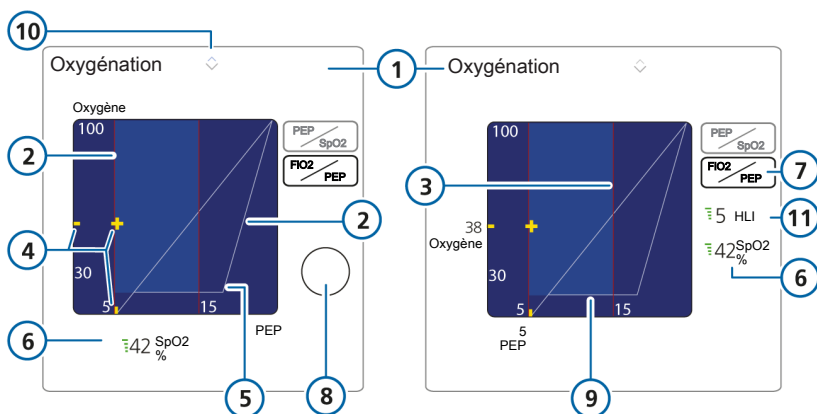 10
Oxygénation
1
Oxygénation
Oxygène
100
PEP
SpO2
FIO2
PEP
2
2
4
30
5
15
PEP
6
42 SpO2
%
5
8
100
PEP
SpO2
FIO2
PEP
7
3
38
Oxygène
5 HLI
11
42 SpO2
%
6
30
5
15
5
PEP
9